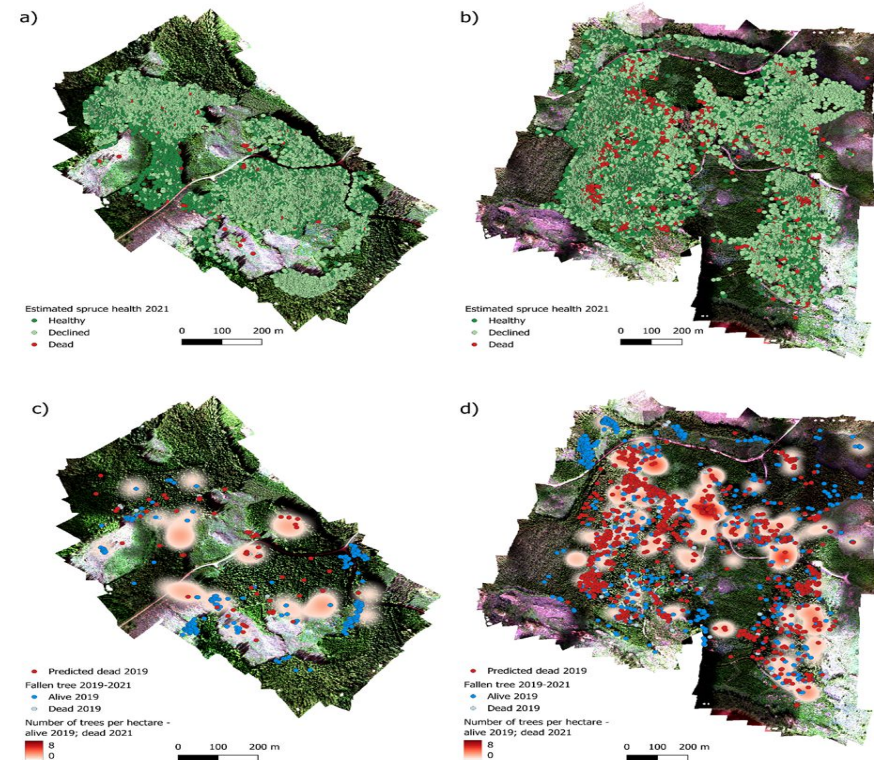 a)
b)
Estimated spruce health 2021
Healthy
Declined
Dead
0 100 200 m
Estimated spruce health 2021
Healthy
Declined
Dead
0 100 200 m
c)
d)
Predicted dead 2019
Fallen tree 2019-2021
Alive 2019
Dead 2019
Number of trees per hectare -
alive 2019; dead 2021
8
0
0 100 200 m
Predicted dead 2019
Fallen tree 2019-2021
Alive 2019
Dead 2019
Number of trees per hectare -
alive 2019; dead 2021
8
0
0 100 200 m